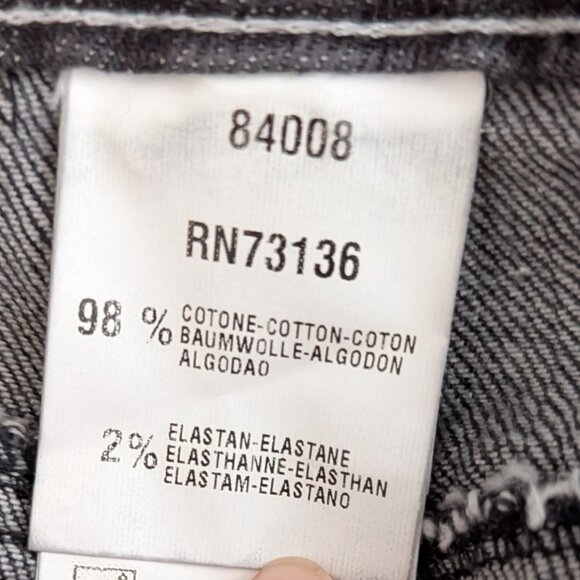 84008
RN73136
98 % COTONE-COTTON-COTON
BAUMWOLLE-ALGODON
ALGODAO
2% ELASTAN-ELASTANE
ELASTHANNE-ELASTHAN
ELASTAM-ELASTANO